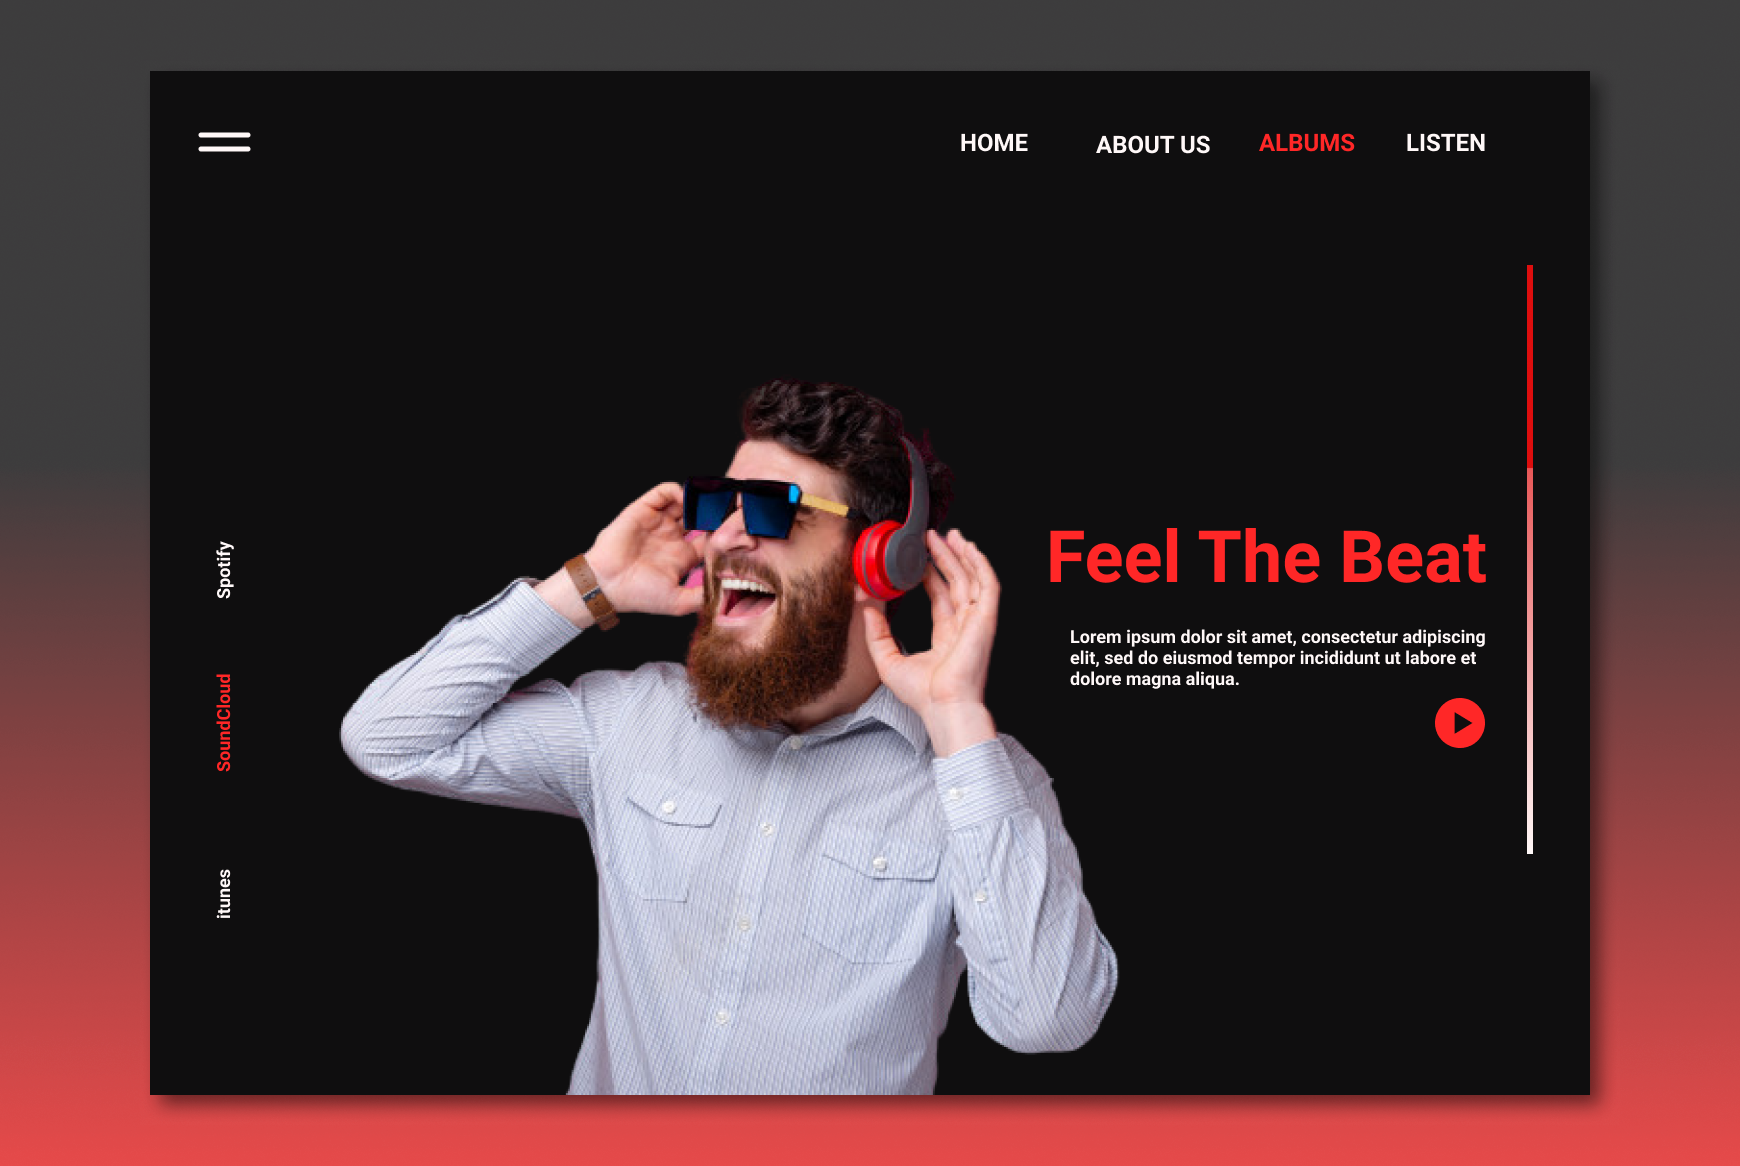 HOME
ABOUT US
ALBUMS
LISTEN
Feel The Beat
Lorem ipsum dolor sit amet, consectetur adipiscing
elit, sed do eiusmod tempor incididunt ut labore et
dolore magna aliqua.
Spotify
SoundCloud
itunes